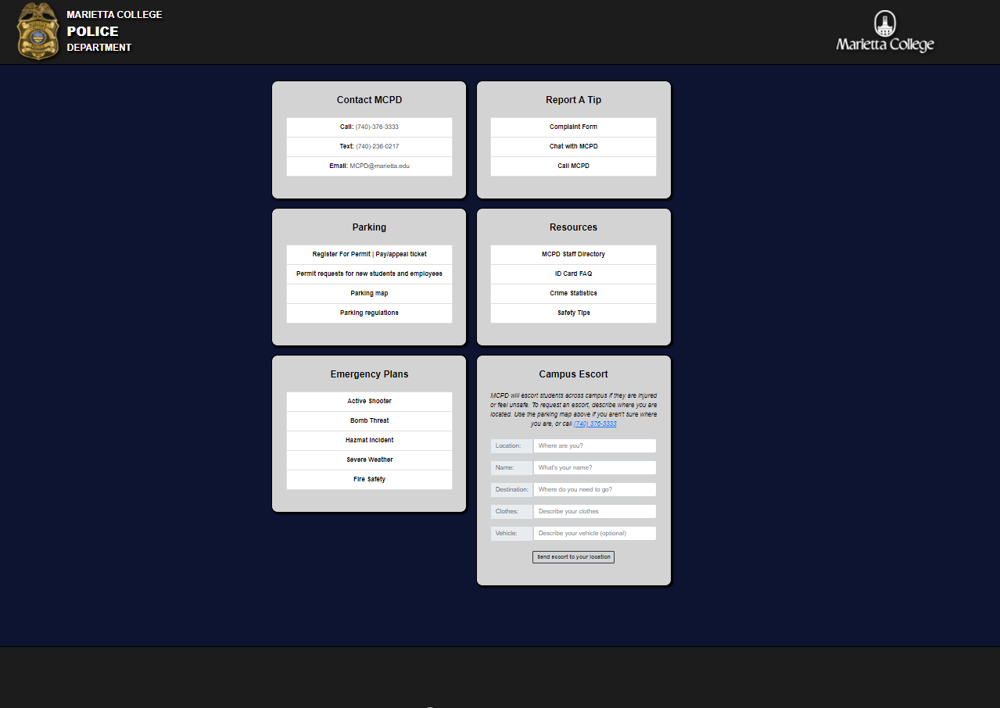 MARIETTA COLLEGE
POLICE
DEPARTMENT
Marietta College
Contact MCPD
Call: (740)-376-3333
Text: (740)-236-0217
Email: MCPD@marietta.edu
Report A Tip
Complaint Form
Chat with MCPD
Call MCPD
Parking
Register For Permit | Pay/appeal ticket
Permit requests for new students and employees
Parking map
Parking regulations
Resources
MCPD Staff Directory
ID Card FAQ
Crime Statistics
Safety Tips
Emergency Plans
Active Shooter
Bomb Threat
Hazmat Incident
Severe Weather
Fire Safety
Campus Escort
MCPD will escort students across campus if they are injured
or feel unsafe. To request an escort, describe where you are
located. Use the parking map above if you aren't sure where
you are, or call (740) 376-3333
Location: Where are you?
Name: What's your name?
Destination: Where do you need to go?
Clothes: Describe your clothes
Vehicle: Describe your vehicle (optional)
Send escort to your location